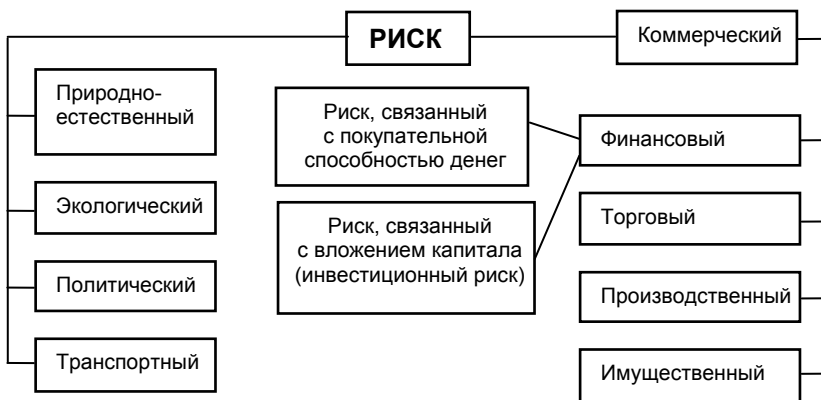 РИСК
Коммерческий
Природно-
естественный
Экологический
Политический
Транспортный
Риск, связанный
с покупательной
способностью денег
Риск, связанный
с вложением капитала
(инвестиционный риск)
Финансовый
Торговый
Производственный
Имущественный